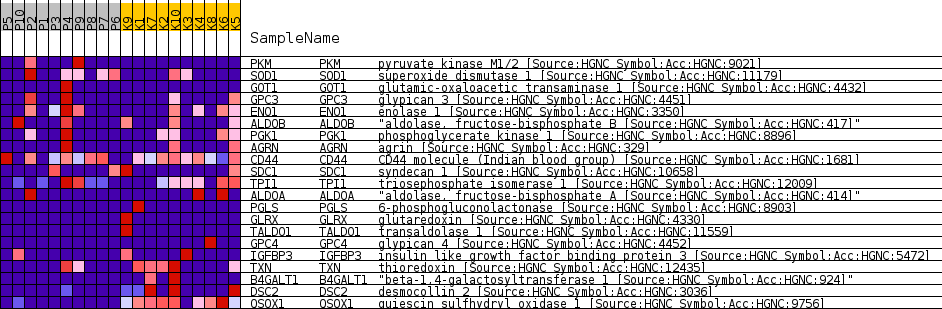 P5 P10 P2 P1 P3 P4 P9 P8 P7 P6 K9 K1 K7 K2 K10 K3 K4 K8 K6 K5
SampleName
PKM PKM pyruvate kinase M1/2 [Source:HGNC Symbol;Acc:HGNC:9021]
SOD1 SOD1 superoxide dismutase 1 [Source:HGNC Symbol;Acc:HGNC:11179]
GOT1 GOT1 glutamic-oxaloacetic transaminase 1 [Source:HGNC Symbol;Acc:HGNC:4432]
GPC3 GPC3 glypican 3 [Source:HGNC Symbol;Acc:HGNC:4451]
ENO1 ENO1 enolase 1 [Source:HGNC Symbol;Acc:HGNC:3350]
ALDOB ALDOB "aldolase, fructose-bisphosphate B [Source:HGNC Symbol;Acc:HGNC:417]"
PGK1 PGK1 phosphoglycerate kinase 1 [Source:HGNC Symbol;Acc:HGNC:8896]
AGRN AGRN agrin [Source:HGNC Symbol;Acc:HGNC:329]
CD44 CD44 CD44 molecule (Indian blood group) [Source:HGNC Symbol;Acc:HGNC:1681]
SDC1 SDC1 syndecan 1 [Source:HGNC Symbol;Acc:HGNC:10658]
TPI1 TPI1 triosephosphate isomerase 1 [Source:HGNC Symbol;Acc:HGNC:12009]
ALDOA ALDOA "aldolase, fructose-bisphosphate A [Source:HGNC Symbol;Acc:HGNC:414]"
PGLS PGLS 6-phosphogluconolactonase [Source:HGNC Symbol;Acc:HGNC:8903]
GLRX GLRX glutaredoxin [Source:HGNC Symbol;Acc:HGNC:4330]
TALDO1 TALDO1 transaldolase 1 [Source:HGNC Symbol;Acc:HGNC:11559]
GPC4 GPC4 glypican 4 [Source:HGNC Symbol;Acc:HGNC:4452]
IGFBP3 IGFBP3 insulin like growth factor binding protein 3 [Source:HGNC Symbol;Acc:HGNC:5472]
TXN TXN thioredoxin [Source:HGNC Symbol;Acc:HGNC:12435]
B4GALT1 B4GALT1 "beta-1,4-galactosyltransferase 1 [Source:HGNC Symbol;Acc:HGNC:924]"
DSC2 DSC2 desmocollin 2 [Source:HGNC Symbol;Acc:HGNC:3036]
QSOX1 QSOX1 quiescin sulfhydryl oxidase 1 [Source:HGNC Symbol;Acc:HGNC:9756]